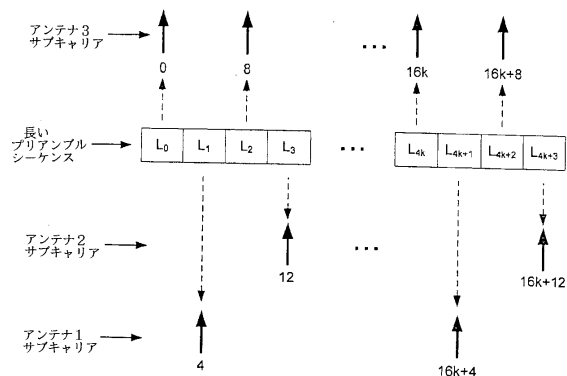 アンテナ3
サブキャリア
0
8
...
16k
16k+8
長い
プリアンブル
シーケンス
L0 L1 L2 L3 ... L4k L4k+1 L4k+2 L4k+3
アンテナ2
サブキャリア
12
...
16k+12
アンテナ1
サブキャリア
4
16k+4